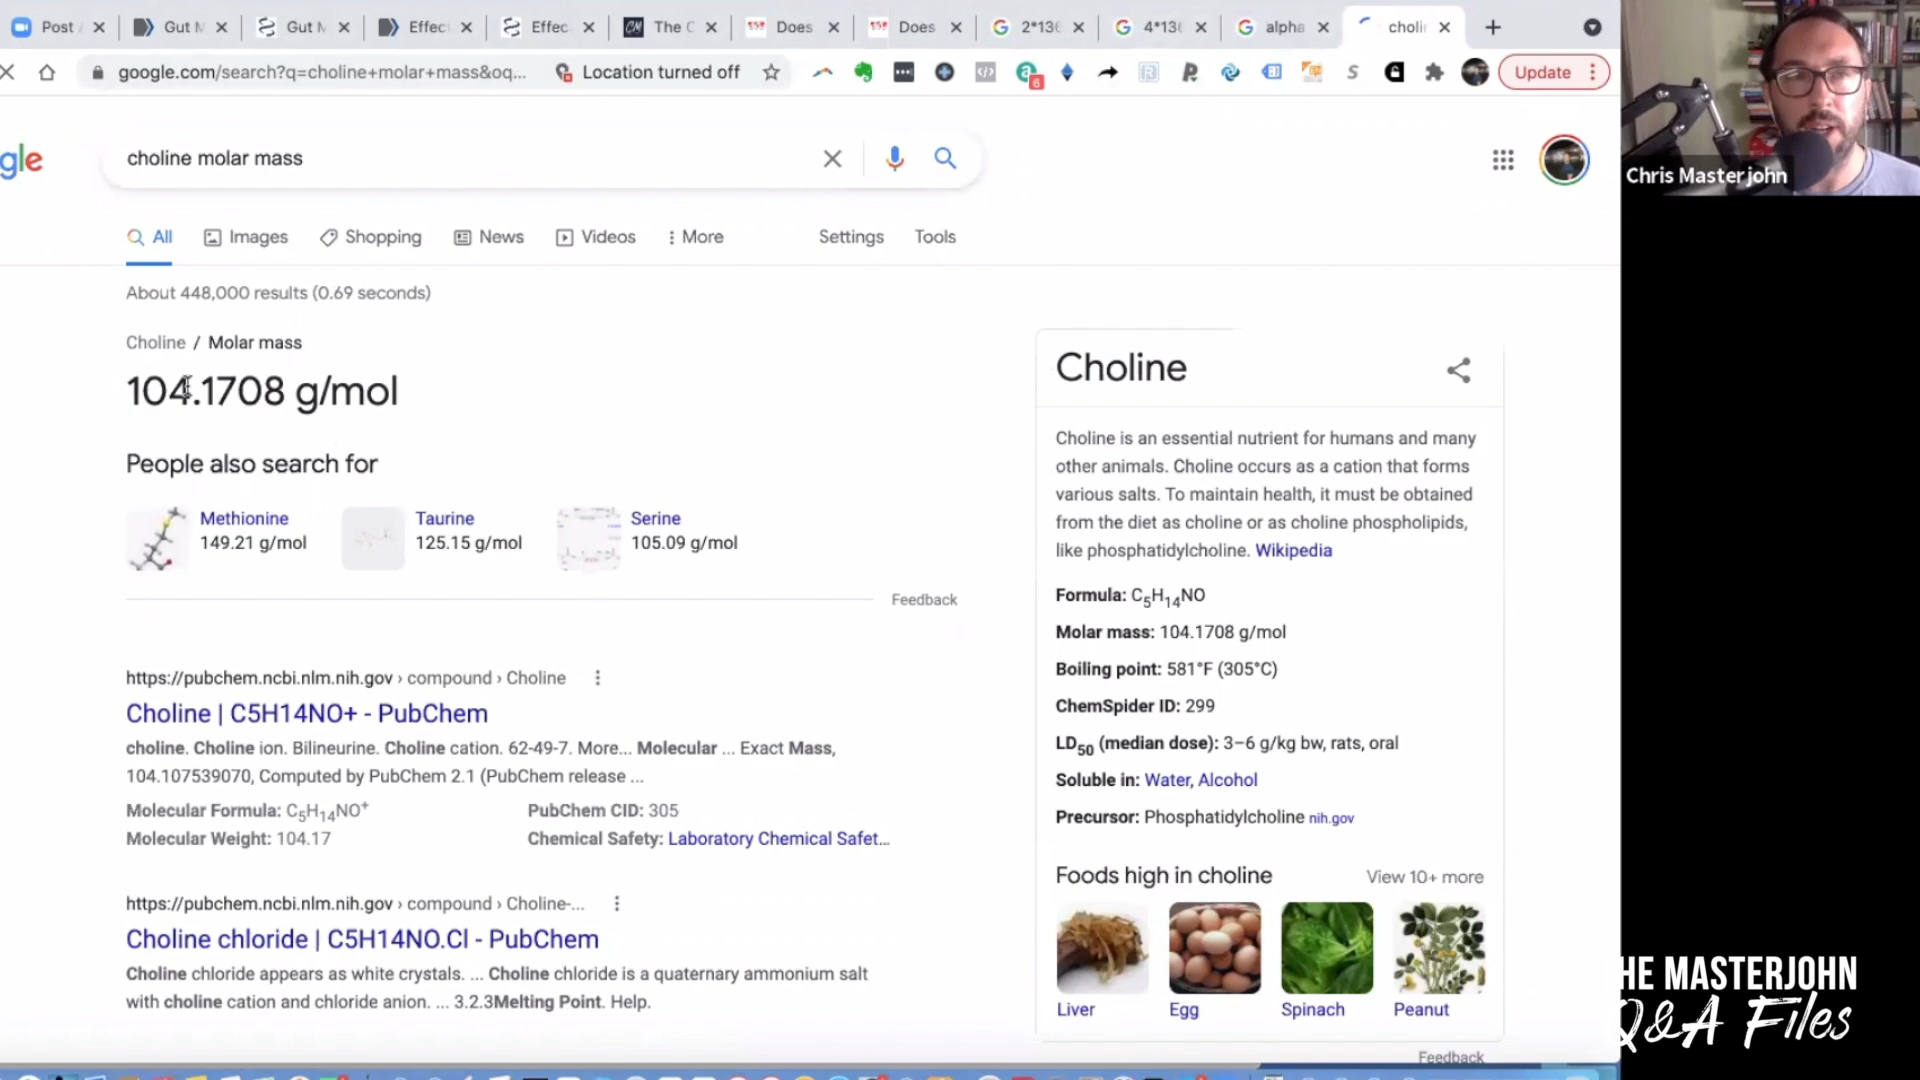 Post /
Gut M
Gut M
Effec
Effec
The C
Does
Does
2*136
4*136
alpha
choli
google.com/search?q=choline+molar+mass&oq...
Location turned off
6
Update
Chris Masterjohn
gle
choline molar mass
All
Images
Shopping
News
Videos
More
Settings
Tools
About 448,000 results (0.69 seconds)
Choline / Molar mass
104.1708 g/mol
People also search for
Methionine
149.21 g/mol
Taurine
125.15 g/mol
Serine
105.09 g/mol
Feedback
https://pubchem.ncbi.nlm.nih.gov › compound › Choline
Choline | C5H14NO+ - PubChem
choline. Choline ion. Bilineurine. Choline cation. 62-49-7. More... Molecular ... Exact Mass,
104.107539070, Computed by PubChem 2.1 (PubChem release ...
Molecular Formula: C5H14NO+
PubChem CID: 305
Molecular Weight: 104.17
Chemical Safety: Laboratory Chemical Safet...
https://pubchem.ncbi.nlm.nih.gov › compound › Choline-...
Choline chloride | C5H14NO.Cl - PubChem
Choline chloride appears as white crystals. ... Choline chloride is a quaternary ammonium salt
with choline cation and chloride anion. ... 3.2.3Melting Point. Help.
Choline
Choline is an essential nutrient for humans and many
other animals. Choline occurs as a cation that forms
various salts. To maintain health, it must be obtained
from the diet as choline or as choline phospholipids,
like phosphatidylcholine. Wikipedia
Formula: C5H14NO
Molar mass: 104.1708 g/mol
Boiling point: 581°F (305°C)
ChemSpider ID: 299
LD50 (median dose): 3–6 g/kg bw, rats, oral
Soluble in: Water, Alcohol
Precursor: Phosphatidylcholine nih.gov
Foods high in choline
View 10+ more
Liver
Egg
Spinach
Peanut
Feedback
HE MASTERJOHN
Q&A Files